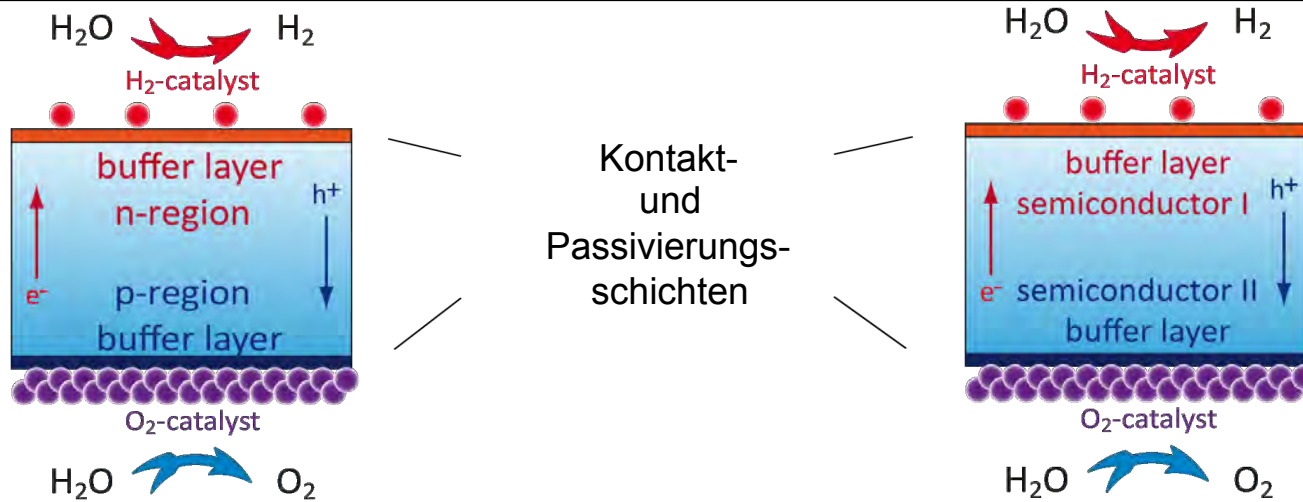 H₂O H₂
H₂-catalyst
buffer layer
n-region
h⁺
e⁻
p-region
buffer layer
O₂-catalyst
H₂O O₂
Kontakt-
und
Passivierungs-
schichten
H₂O H₂
H₂-catalyst
buffer layer
semiconductor I
h⁺
e⁻
semiconductor II
buffer layer
O₂-catalyst
H₂O O₂